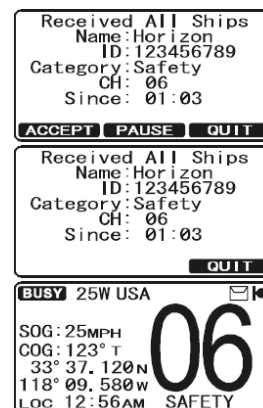 Received All Ships
Name:Horizon
ID:123456789
Category:Safety
CH: 06
Since: 01:03
ACCEPT PAUSE QUIT
Received All Ships
Name:Horizon
ID:123456789
Category:Safety
CH: 06
Since: 01:03
QUIT
BUSY 25W USA
SOG:25MPH
COG:123°T
33°37.120N
118°09.580W
LOC 12:56AM
06
SAFETY